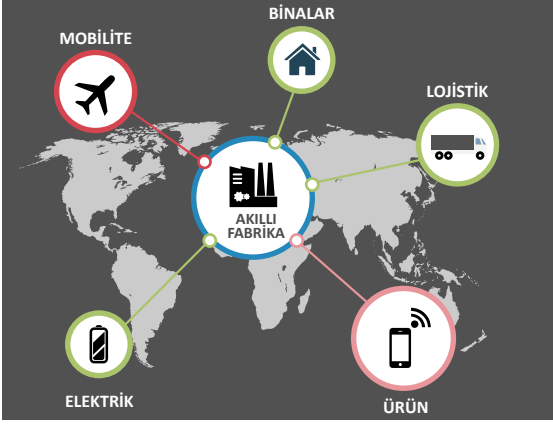 BİNALAR
MOBİLİTE
LOJİSTİK
AKILLI
FABRİKA
ELEKTRİK
ÜRÜN